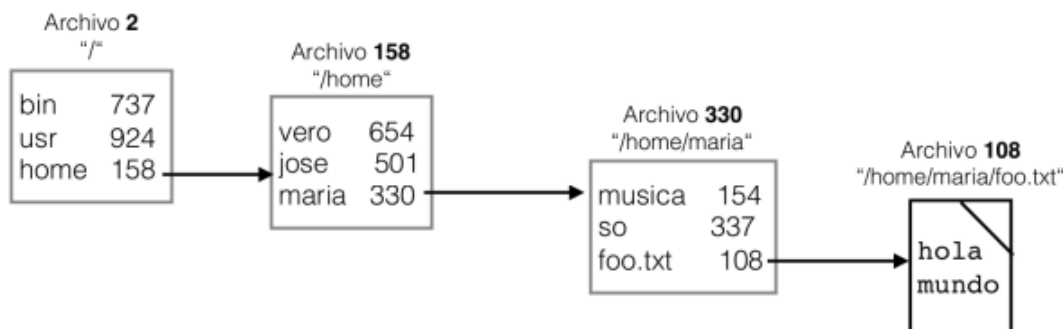 Archivo 2
“/“
bin 737
usr 924
home 158
Archivo 158
“/home“
vero 654
jose 501
maria 330
Archivo 330
“/home/maria“
musica 154
so 337
foo.txt 108
Archivo 108
“/home/maria/foo.txt“
hola
mundo